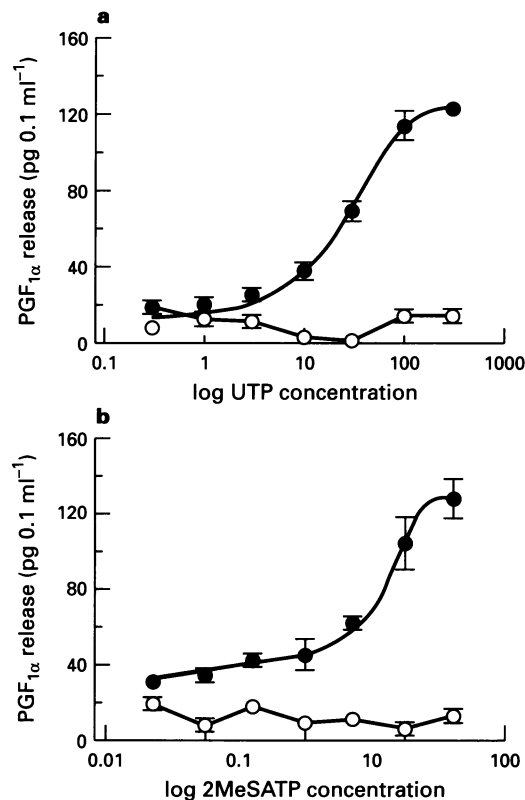 a
PGF1α release (pg 0.1 ml−1)
160
120
80
40
0
0.1 1 10 100 1000
log UTP concentration
b
PGF1α release (pg 0.1 ml−1)
160
120
80
40
0
0.01 0.1 10 100
log 2MeSATP concentration